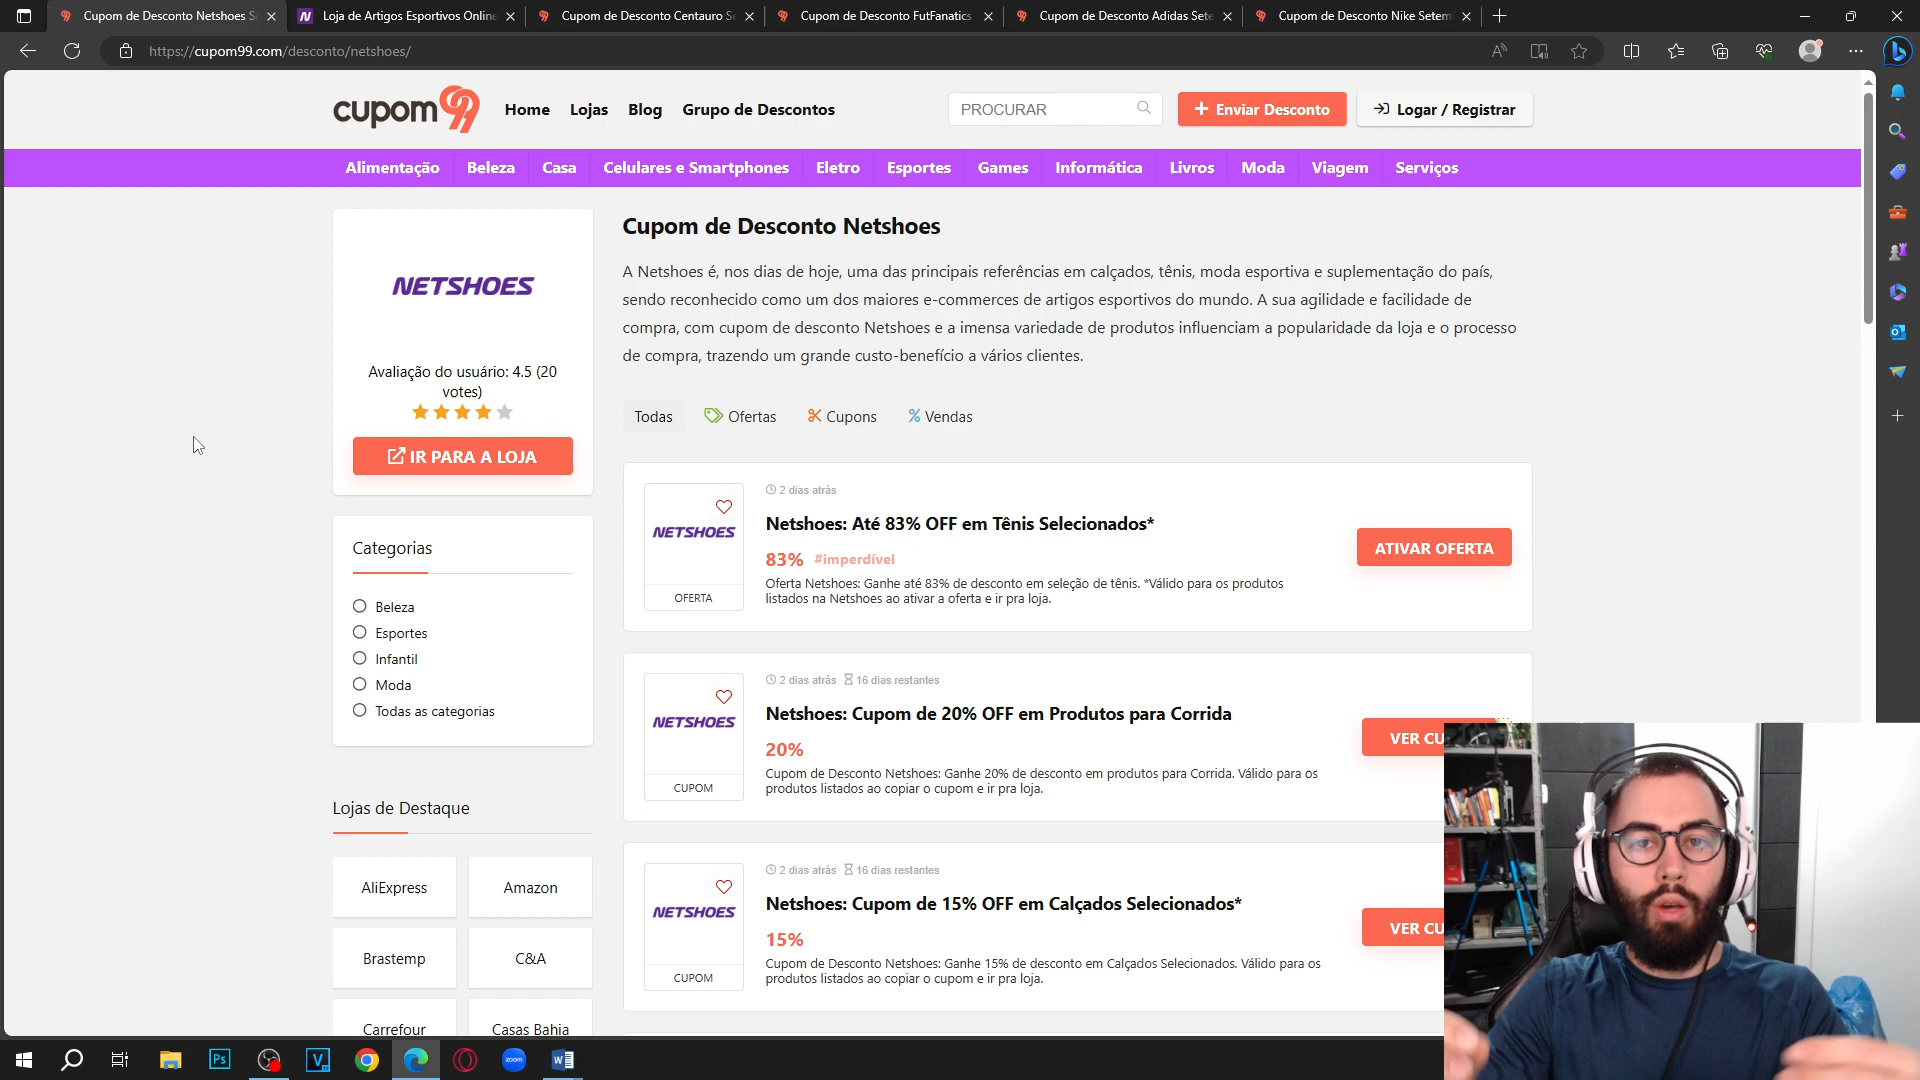 Cupom de Desconto Netshoes S
Loja de Artigos Esportivos Online
Cupom de Desconto Centauro Se
Cupom de Desconto FutFanatics
Cupom de Desconto Adidas Sete
Cupom de Desconto Nike Setem
https://cupom99.com/desconto/netshoes/
cupom99
Home
Lojas
Blog
Grupo de Descontos
PROCURAR
+ Enviar Desconto
Logar / Registrar
Alimentação
Beleza
Casa
Celulares e Smartphones
Eletro
Esportes
Games
Informática
Livros
Moda
Viagem
Serviços
NETSHOES
Avaliação do usuário: 4.5 (20
votes)
IR PARA A LOJA
Categorias
Beleza
Esportes
Infantil
Moda
Todas as categorias
Lojas de Destaque
AliExpress
Amazon
Brastemp
C&A
Carrefour
Casas Bahia
Cupom de Desconto Netshoes
A Netshoes é, nos dias de hoje, uma das principais referências em calçados, tênis, moda esportiva e suplementação do país,
sendo reconhecido como um dos maiores e-commerces de artigos esportivos do mundo. A sua agilidade e facilidade de
compra, com cupom de desconto Netshoes e a imensa variedade de produtos influenciam a popularidade da loja e o processo
de compra, trazendo um grande custo-benefício a vários clientes.
Todas
Ofertas
Cupons
% Vendas
NETSHOES
OFERTA
2 dias atrás
Netshoes: Até 83% OFF em Tênis Selecionados*
83% #imperdível
Oferta Netshoes: Ganhe até 83% de desconto em seleção de tênis. *Válido para os produtos
listados na Netshoes ao ativar a oferta e ir pra loja.
ATIVAR OFERTA
NETSHOES
CUPOM
2 dias atrás 16 dias restantes
Netshoes: Cupom de 20% OFF em Produtos para Corrida
20%
Cupom de Desconto Netshoes: Ganhe 20% de desconto em produtos para Corrida. Válido para os
produtos listados ao copiar o cupom e ir pra loja.
VER CU
NETSHOES
CUPOM
2 dias atrás 16 dias restantes
Netshoes: Cupom de 15% OFF em Calçados Selecionados*
15%
Cupom de Desconto Netshoes: Ganhe 15% de desconto em Calçados Selecionados. Válido para os
produtos listados ao copiar o cupom e ir pra loja.
VER CU
Ps
V
zoom
W